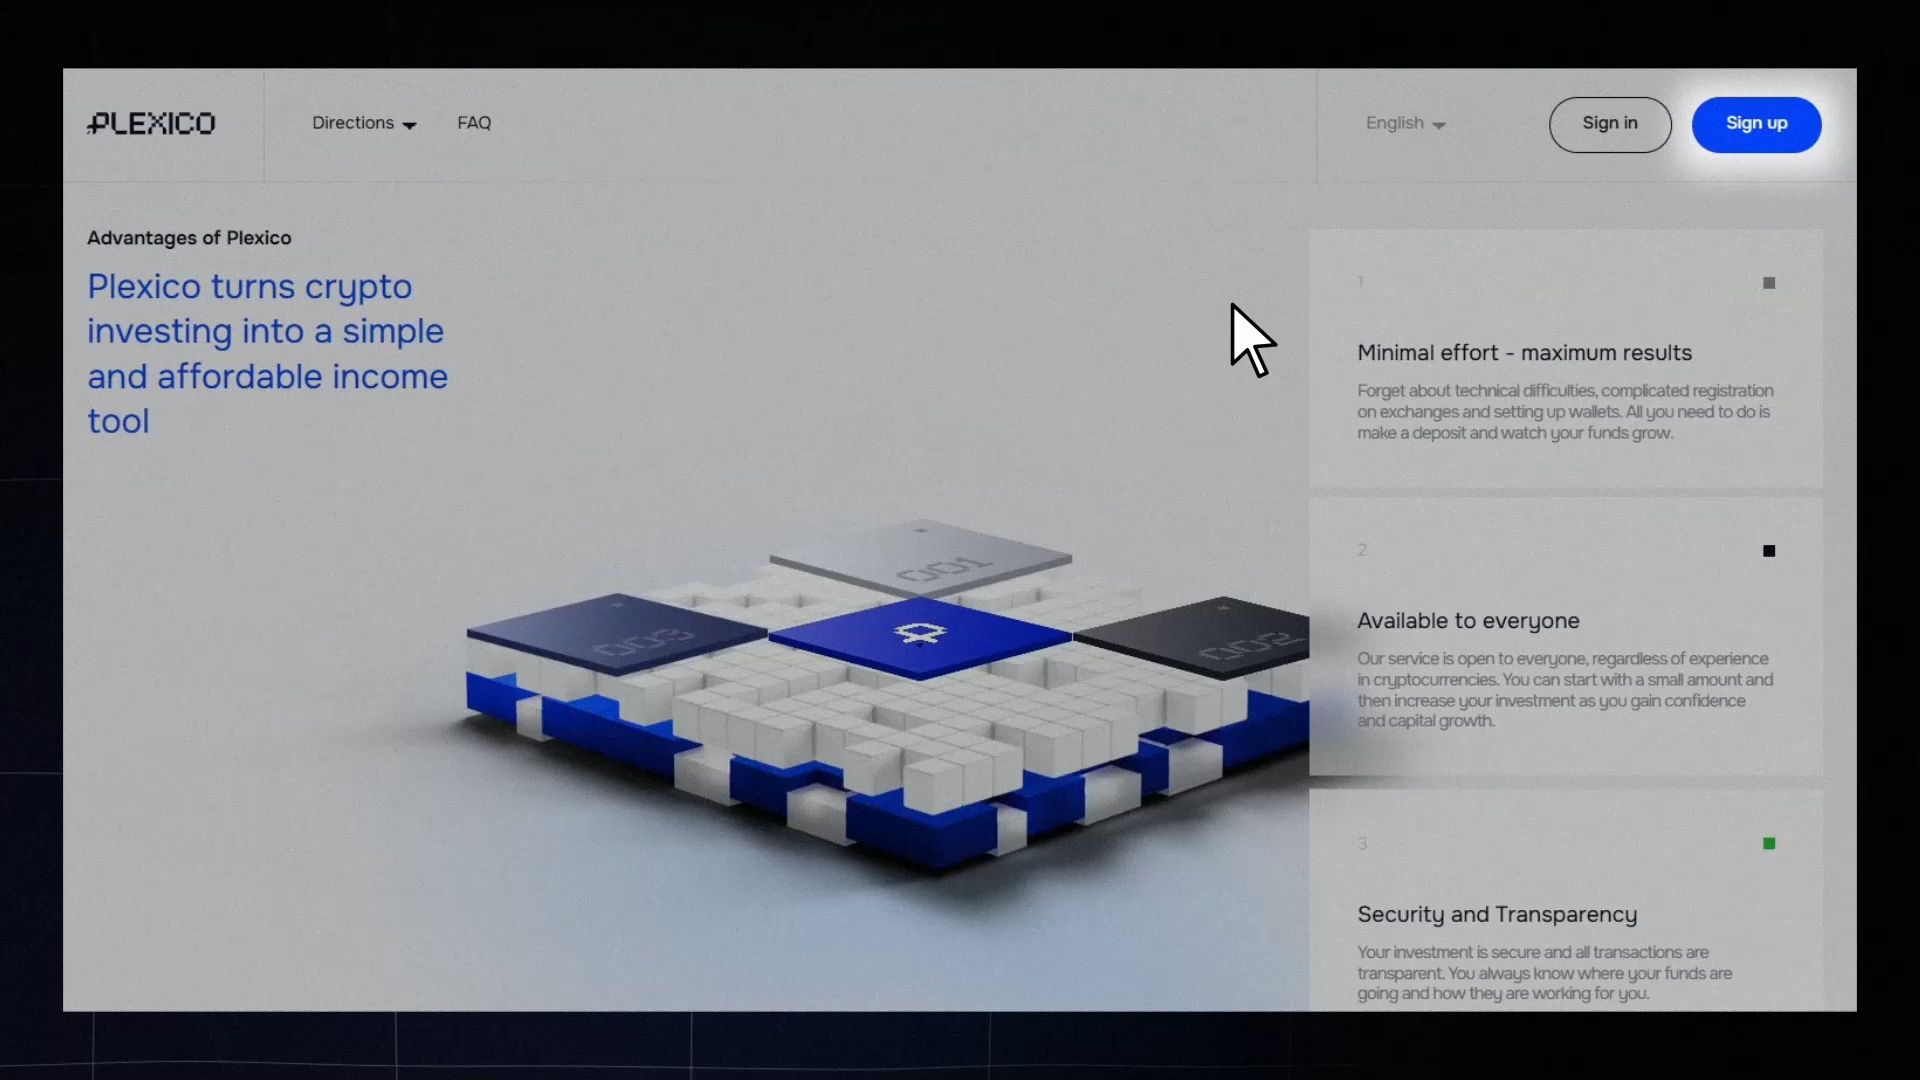 PLEXICO
Directions
FAQ
English
Sign in
Sign up
Advantages of Plexico
Plexico turns crypto
investing into a simple
and affordable income
tool
1
Minimal effort - maximum results
Forget about technical difficulties, complicated registration
on exchanges and setting up wallets. All you need to do is
make a deposit and watch your funds grow.
2
Available to everyone
Our service is open to everyone, regardless of experience
in cryptocurrencies. You can start with a small amount and
then increase your investment as you gain confidence
and capital growth.
3
Security and Transparency
Your investment is secure and all transactions are
transparent. You always know where your funds are
going and how they are working for you.
001
003
002